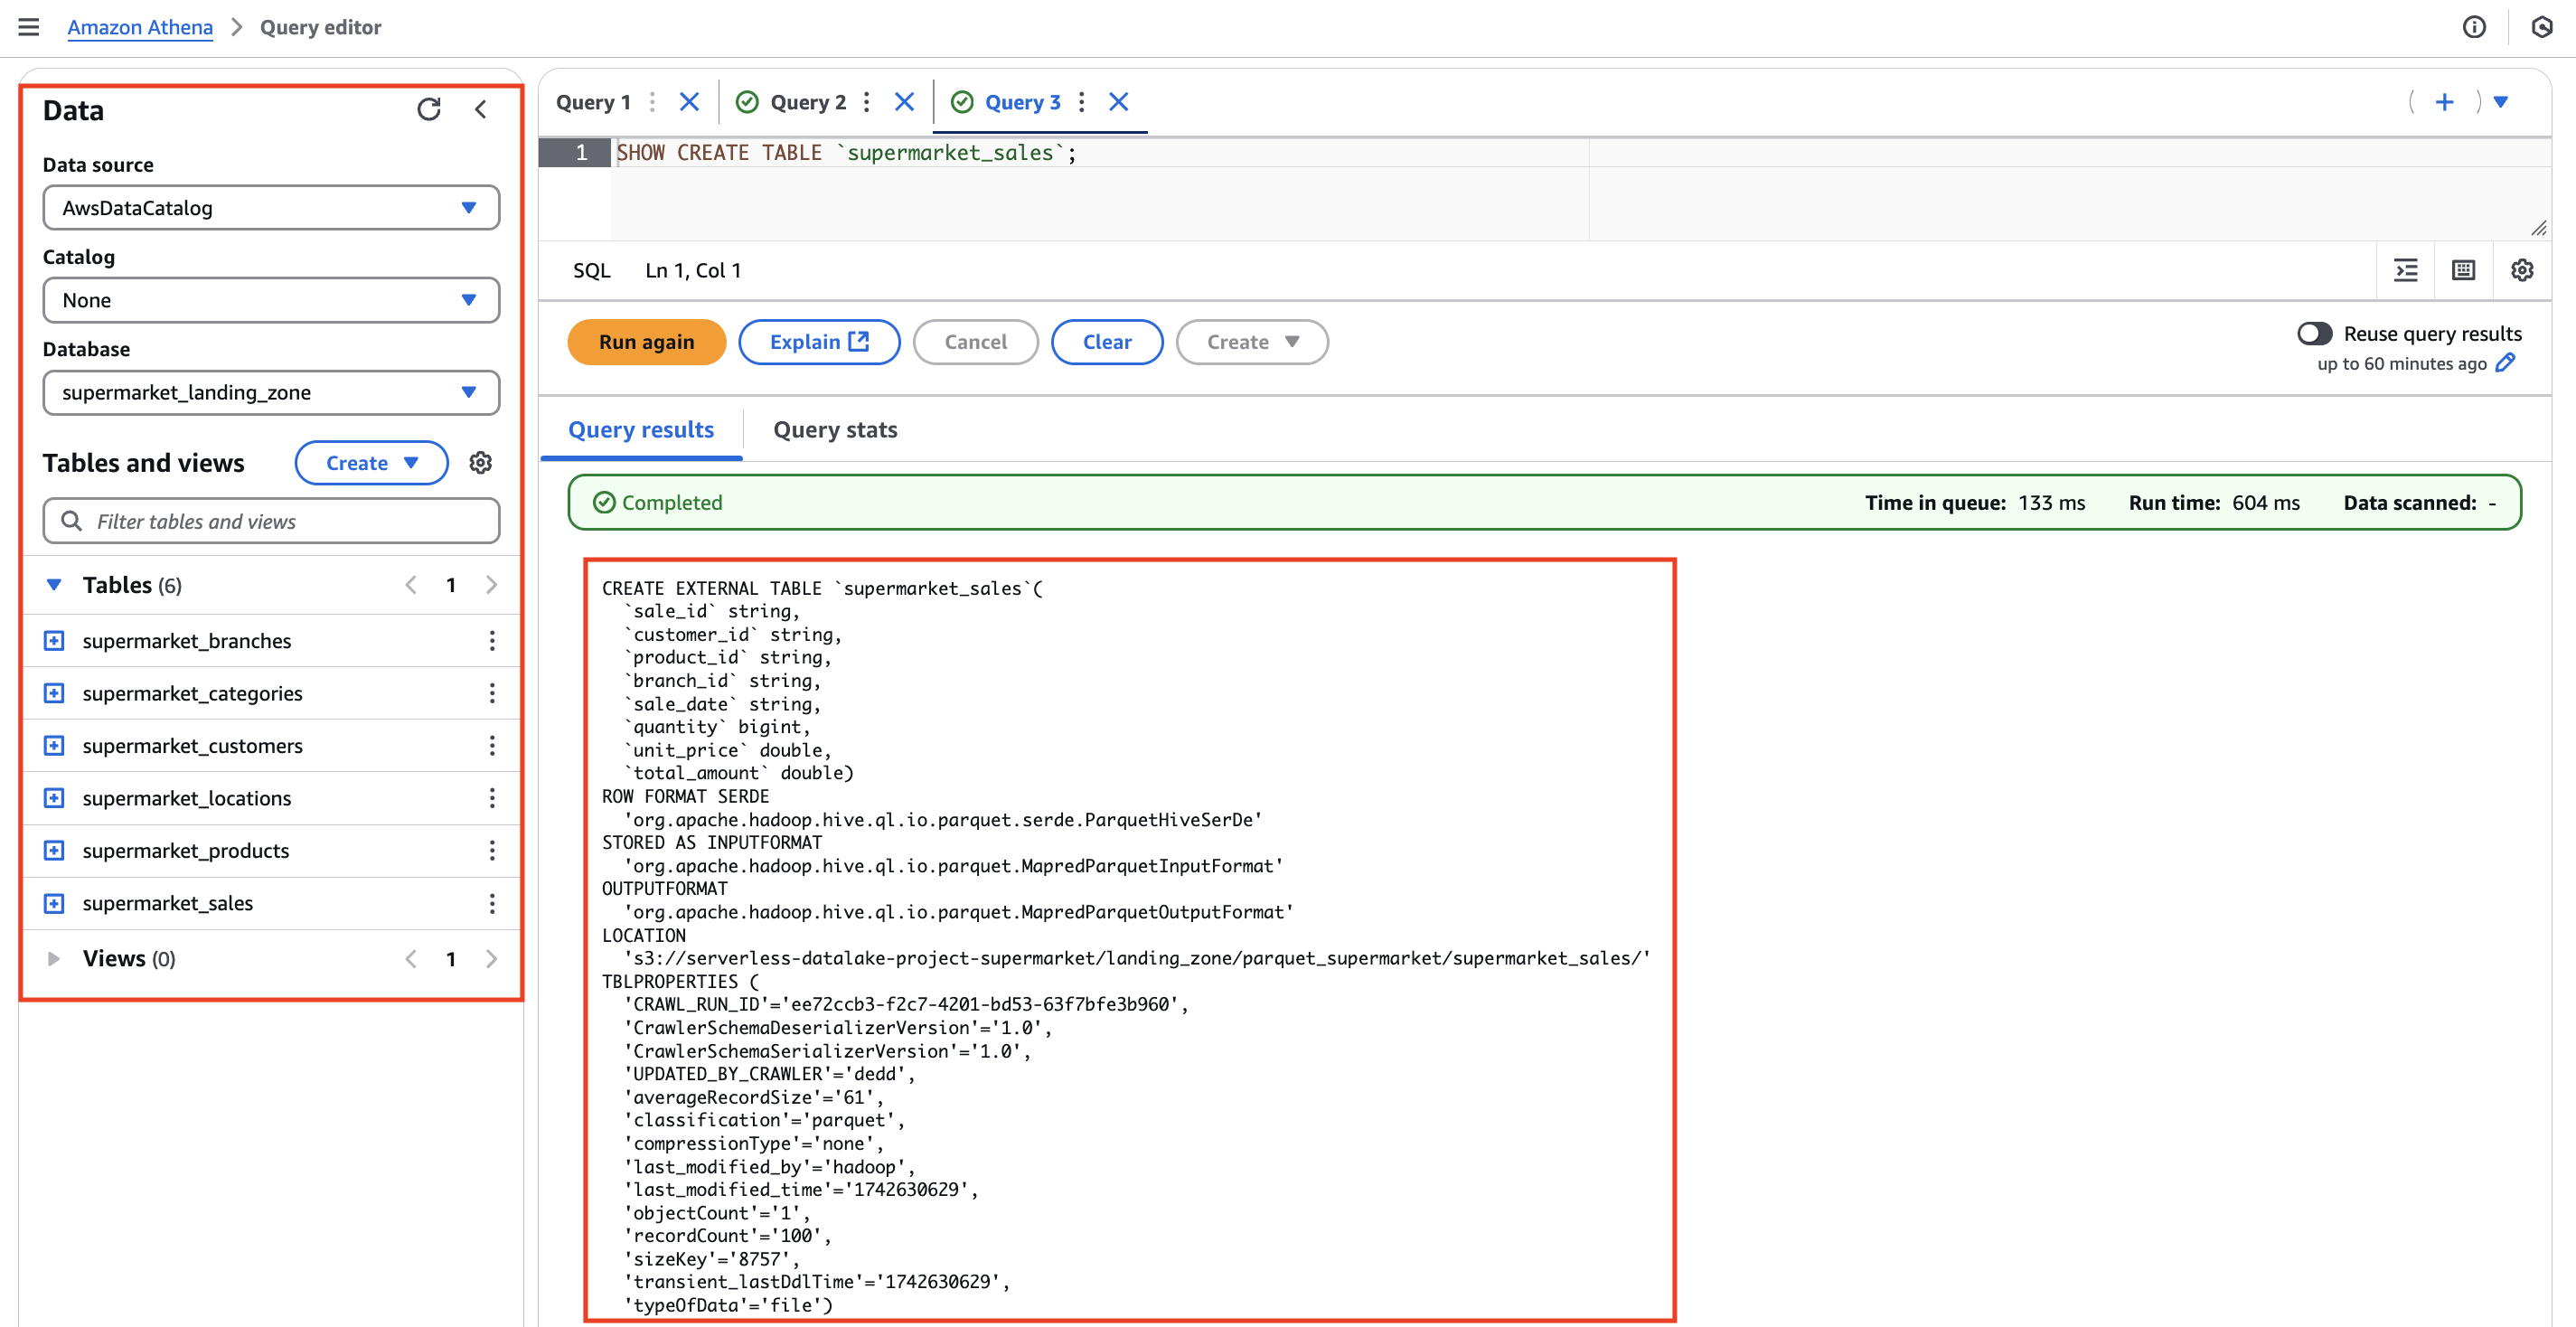 Amazon Athena > Query editor
Data
Data source
AwsDataCatalog
Catalog
None
Database
supermarket_landing_zone
Tables and views
Create
Filter tables and views
Tables (6)
1
supermarket_branches
supermarket_categories
supermarket_customers
supermarket_locations
supermarket_products
supermarket_sales
Views (0)
1
Query 1
Query 2
Query 3
1 SHOW CREATE TABLE `supermarket_sales`;
SQL Ln 1, Col 1
Run again
Explain
Cancel
Clear
Create
Reuse query results
up to 60 minutes ago
Query results
Query stats
Completed
Time in queue: 133 ms
Run time: 604 ms
Data scanned: -
CREATE EXTERNAL TABLE `supermarket_sales`(
`sale_id` string,
`customer_id` string,
`product_id` string,
`branch_id` string,
`sale_date` string,
`quantity` bigint,
`unit_price` double,
`total_amount` double)
ROW FORMAT SERDE
'org.apache.hadoop.hive.ql.io.parquet.serde.ParquetHiveSerDe'
STORED AS INPUTFORMAT
'org.apache.hadoop.hive.ql.io.parquet.MapredParquetInputFormat'
OUTPUTFORMAT
'org.apache.hadoop.hive.ql.io.parquet.MapredParquetOutputFormat'
LOCATION
's3://serverless-datalake-project-supermarket/landing_zone/parquet_supermarket/supermarket_sales/'
TBLPROPERTIES (
'CRAWL_RUN_ID'='ee72ccb3-f2c7-4201-bd53-63f7bfe3b960',
'CrawlerSchemaDeserializerVersion'='1.0',
'CrawlerSchemaSerializerVersion'='1.0',
'UPDATED_BY_CRAWLER'='dedd',
'averageRecordSize'='61',
'classification'='parquet',
'compressionType'='none',
'last_modified_by'='hadoop',
'last_modified_time'='1742630629',
'objectCount'='1',
'recordCount'='100',
'sizeKey'='8757',
'transient_lastDdlTime'='1742630629',
'typeOfData'='file')